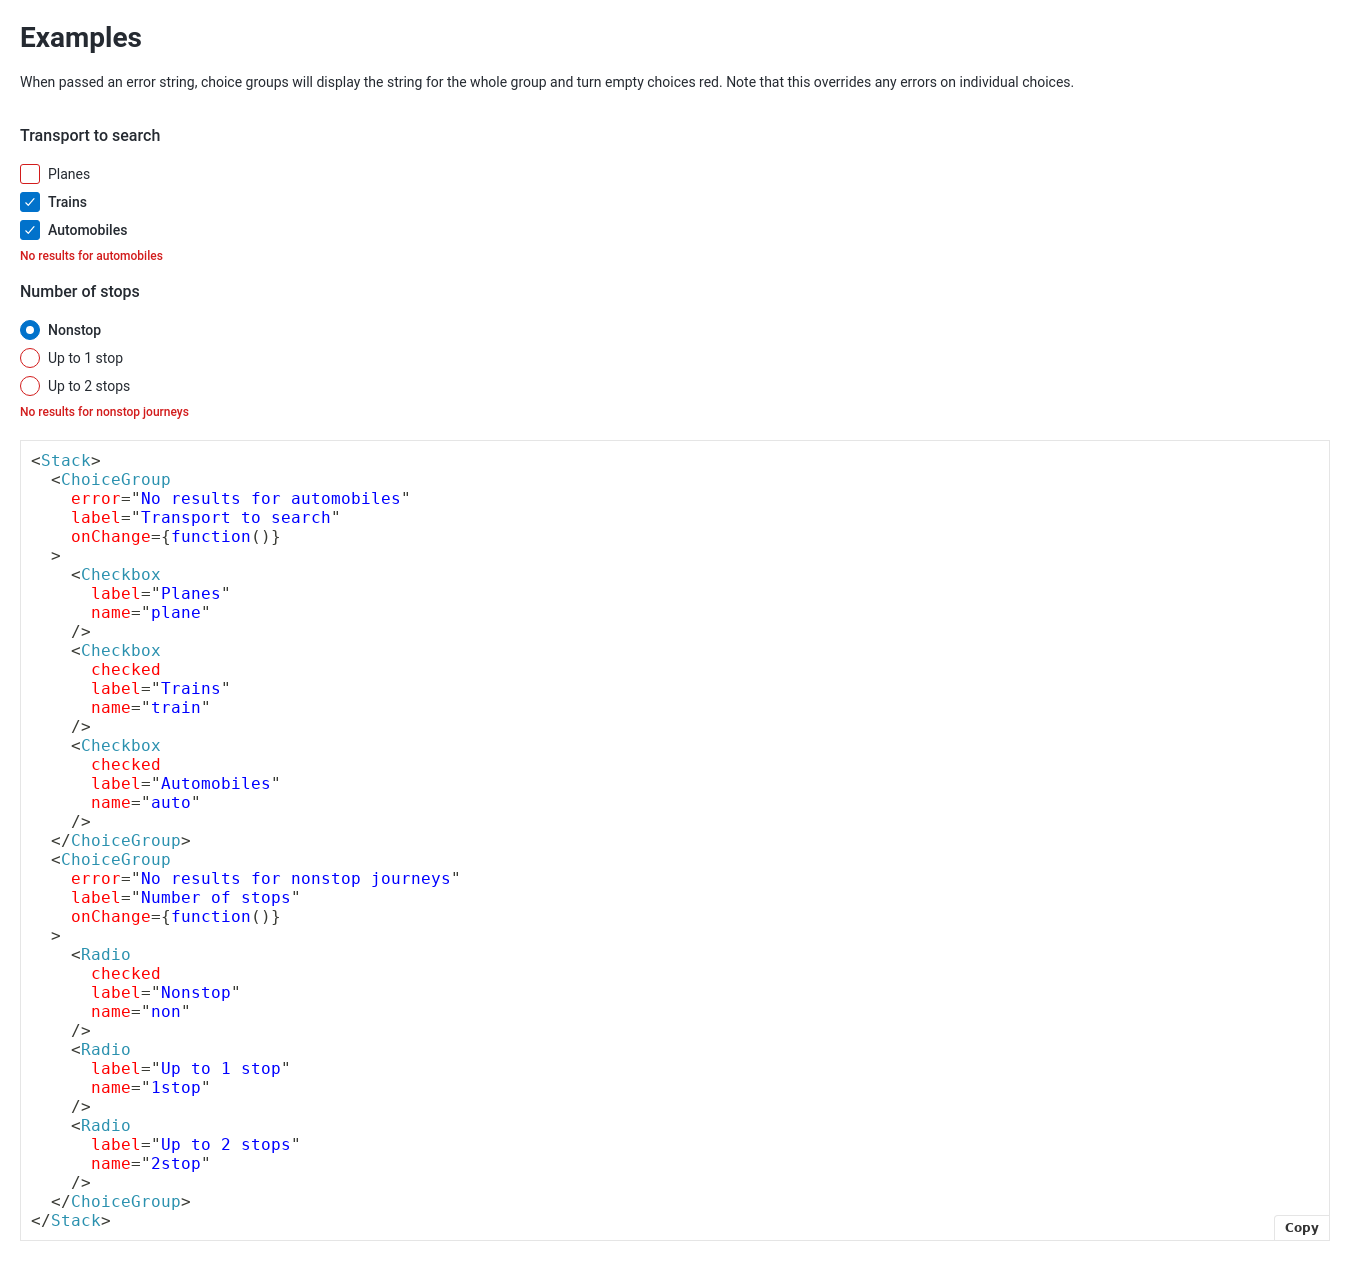 Examples
When passed an error string, choice groups will display the string for the whole group and turn empty choices red. Note that this overrides any errors on individual choices.
Transport to search
Planes
Trains
Automobiles
No results for automobiles
Number of stops
Nonstop
Up to 1 stop
Up to 2 stops
No results for nonstop journeys
<Stack>
  <ChoiceGroup
    error="No results for automobiles"
    label="Transport to search"
    onChange={function()}
  >
    <Checkbox
      label="Planes"
      name="plane"
    />
    <Checkbox
      checked
      label="Trains"
      name="train"
    />
    <Checkbox
      checked
      label="Automobiles"
      name="auto"
    />
  </ChoiceGroup>
  <ChoiceGroup
    error="No results for nonstop journeys"
    label="Number of stops"
    onChange={function()}
  >
    <Radio
      checked
      label="Nonstop"
      name="non"
    />
    <Radio
      label="Up to 1 stop"
      name="1stop"
    />
    <Radio
      label="Up to 2 stops"
      name="2stop"
    />
  </ChoiceGroup>
</Stack>
Copy